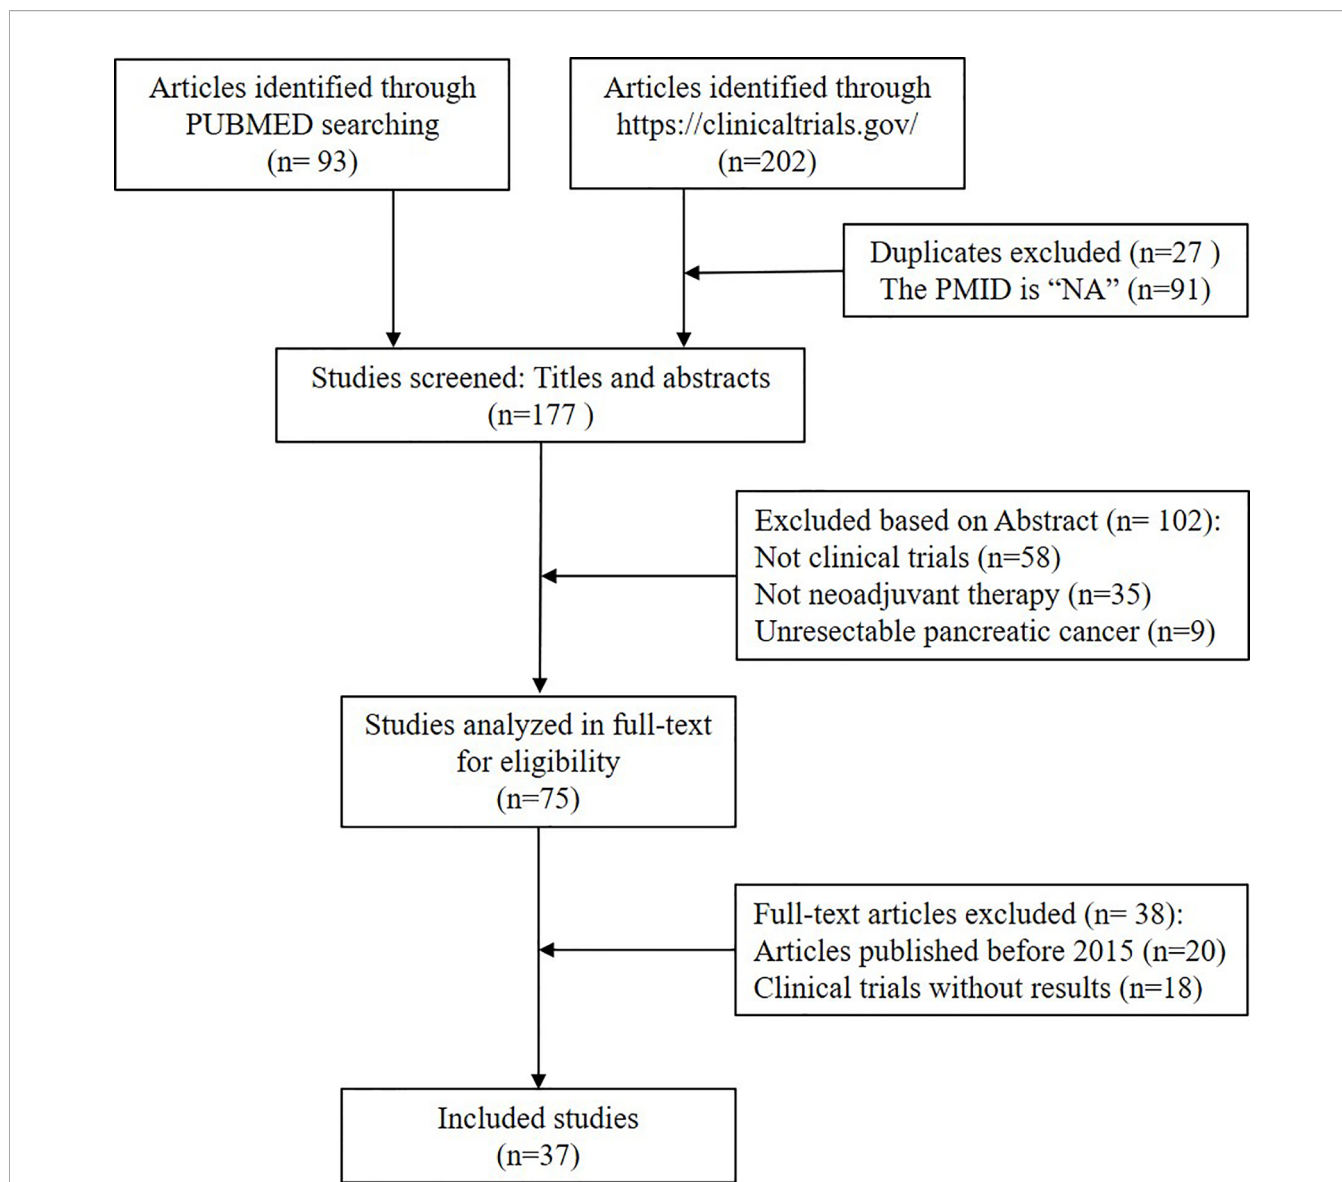 Articles identified through
PUBMED searching
(n= 93)
Articles identified through
https://clinicaltrials.gov/
(n=202)
Duplicates excluded (n=27 )
The PMID is “NA” (n=91)
Studies screened: Titles and abstracts
(n=177 )
Excluded based on Abstract (n= 102):
Not clinical trials (n=58)
Not neoadjuvant therapy (n=35)
Unresectable pancreatic cancer (n=9)
Studies analyzed in full-text
for eligibility
(n=75)
Full-text articles excluded (n= 38):
Articles published before 2015 (n=20)
Clinical trials without results (n=18)
Included studies
(n=37)